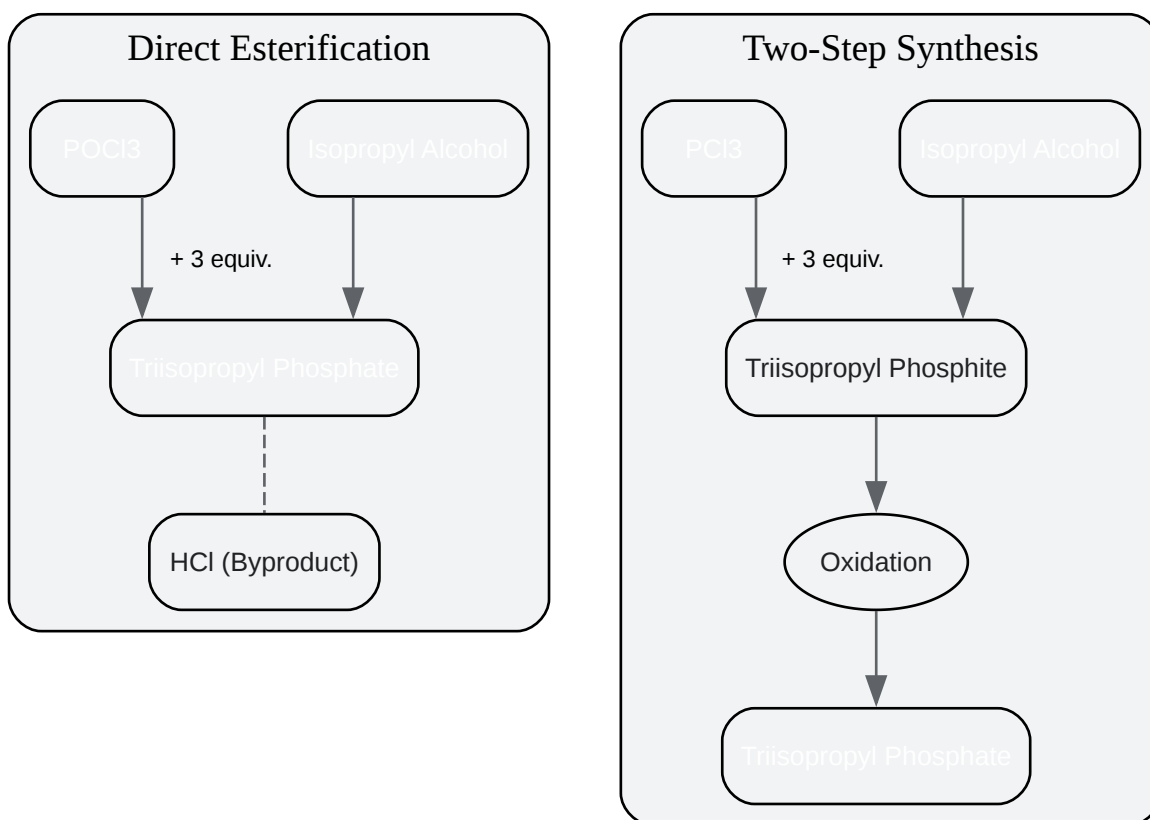 Direct Esterification
POCl3
Isopropyl Alcohol
+ 3 equiv.
Triisopropyl Phosphate
HCl (Byproduct)
Two-Step Synthesis
PCl3
Isopropyl Alcohol
+ 3 equiv.
Triisopropyl Phosphite
Oxidation
Triisopropyl Phosphate